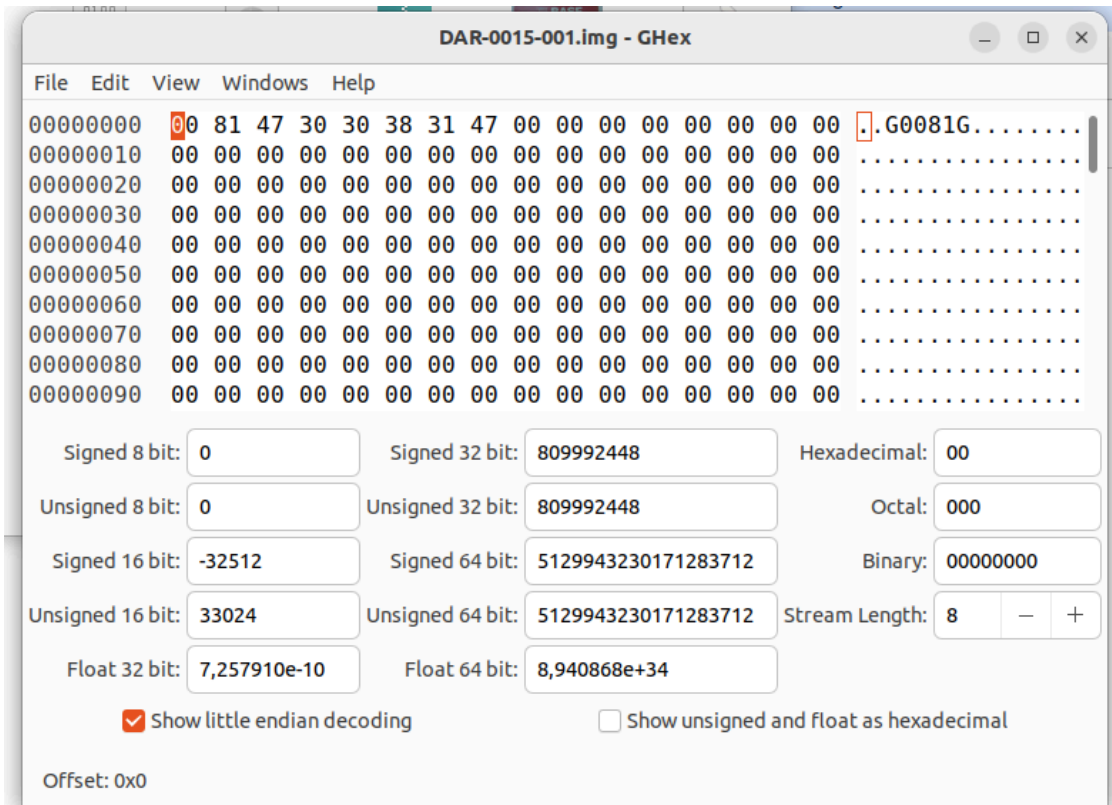 DAR-0015-001.img - GHex
File Edit View Windows Help
00000000 00 81 47 30 30 38 31 47 00 00 00 00 00 00 00 00 ..G0081G........
00000010 00 00 00 00 00 00 00 00 00 00 00 00 00 00 00 00 ................
00000020 00 00 00 00 00 00 00 00 00 00 00 00 00 00 00 00 ................
00000030 00 00 00 00 00 00 00 00 00 00 00 00 00 00 00 00 ................
00000040 00 00 00 00 00 00 00 00 00 00 00 00 00 00 00 00 ................
00000050 00 00 00 00 00 00 00 00 00 00 00 00 00 00 00 00 ................
00000060 00 00 00 00 00 00 00 00 00 00 00 00 00 00 00 00 ................
00000070 00 00 00 00 00 00 00 00 00 00 00 00 00 00 00 00 ................
00000080 00 00 00 00 00 00 00 00 00 00 00 00 00 00 00 00 ................
00000090 00 00 00 00 00 00 00 00 00 00 00 00 00 00 00 00 ................
Signed 8 bit: 0 Signed 32 bit: 809992448 Hexadecimal: 00
Unsigned 8 bit: 0 Unsigned 32 bit: 809992448 Octal: 000
Signed 16 bit: -32512 Signed 64 bit: 5129943230171283712 Binary: 00000000
Unsigned 16 bit: 33024 Unsigned 64 bit: 5129943230171283712 Stream Length: 8 − +
Float 32 bit: 7,257910e-10 Float 64 bit: 8,940868e+34
Show little endian decoding Show unsigned and float as hexadecimal
Offset: 0x0